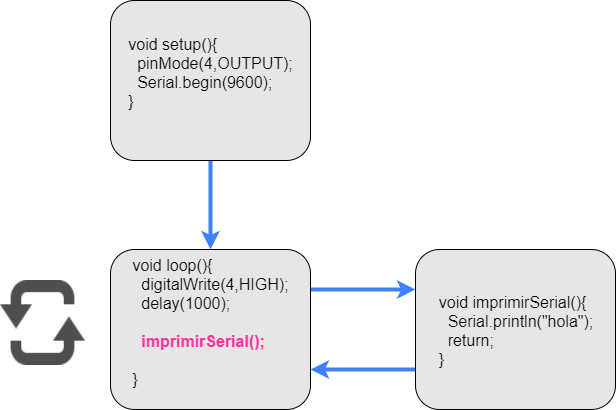 void setup(){
pinMode(4,OUTPUT);
Serial.begin(9600);
}
void loop(){
digitalWrite(4,HIGH);
delay(1000);
imprimirSerial();
}
void imprimirSerial(){
Serial.println("hola");
return;
}